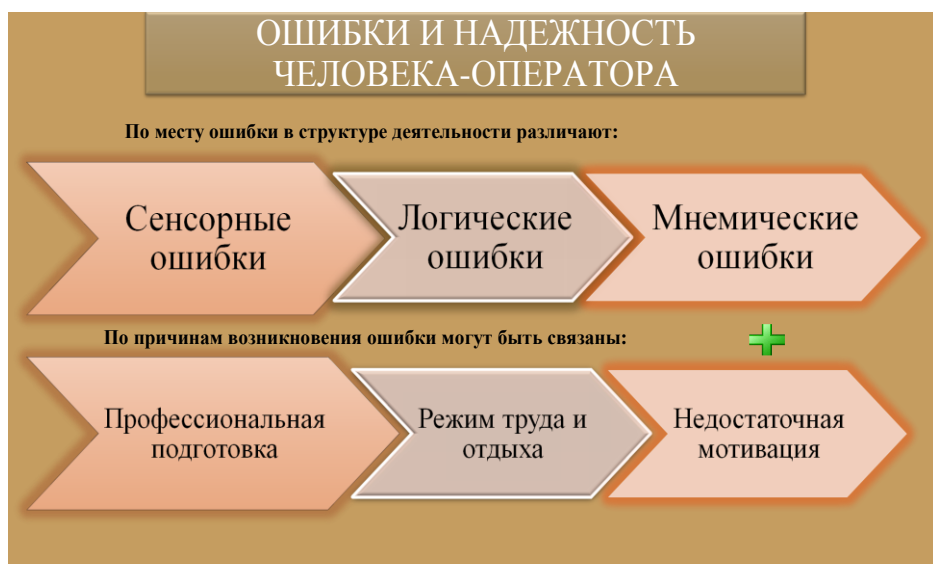 ОШИБКИ И НАДЕЖНОСТЬ
ЧЕЛОВЕКА-ОПЕРАТОРА
По месту ошибки в структуре деятельности различают:
Сенсорные
ошибки
Логические
ошибки
Мнемические
ошибки
По причинам возникновения ошибки могут быть связаны:
Профессиональная
подготовка
Режим труда и
отдыха
Недостаточная
мотивация